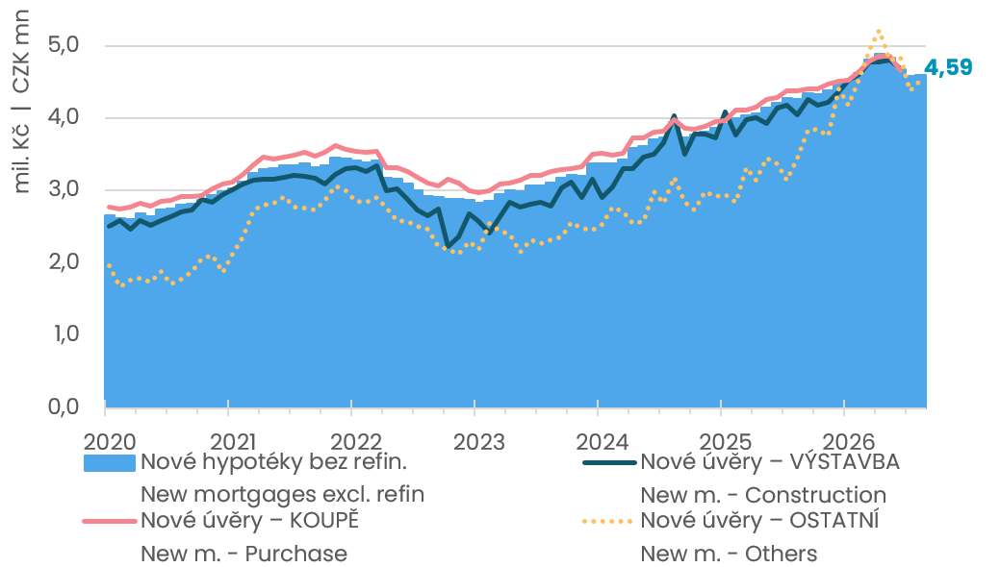 mil. Kč | CZK mn
5,0
4,0
3,0
2,0
1,0
0,0
4,59
2020 2021 2022 2023 2024 2025 2026
Nové hypotéky bez refin.
New mortgages excl. refin
Nové úvěry – VÝSTAVBA
New m. - Construction
Nové úvěry – KOUPĚ
New m. - Purchase
Nové úvěry – OSTATNÍ
New m. - Others